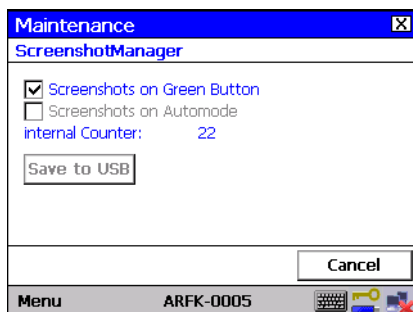 Maintenance
ScreenshotManager
Screenshots on Green Button
Screenshots on Automode
internal Counter: 22
Save to USB
Cancel
Menu ARFK-0005